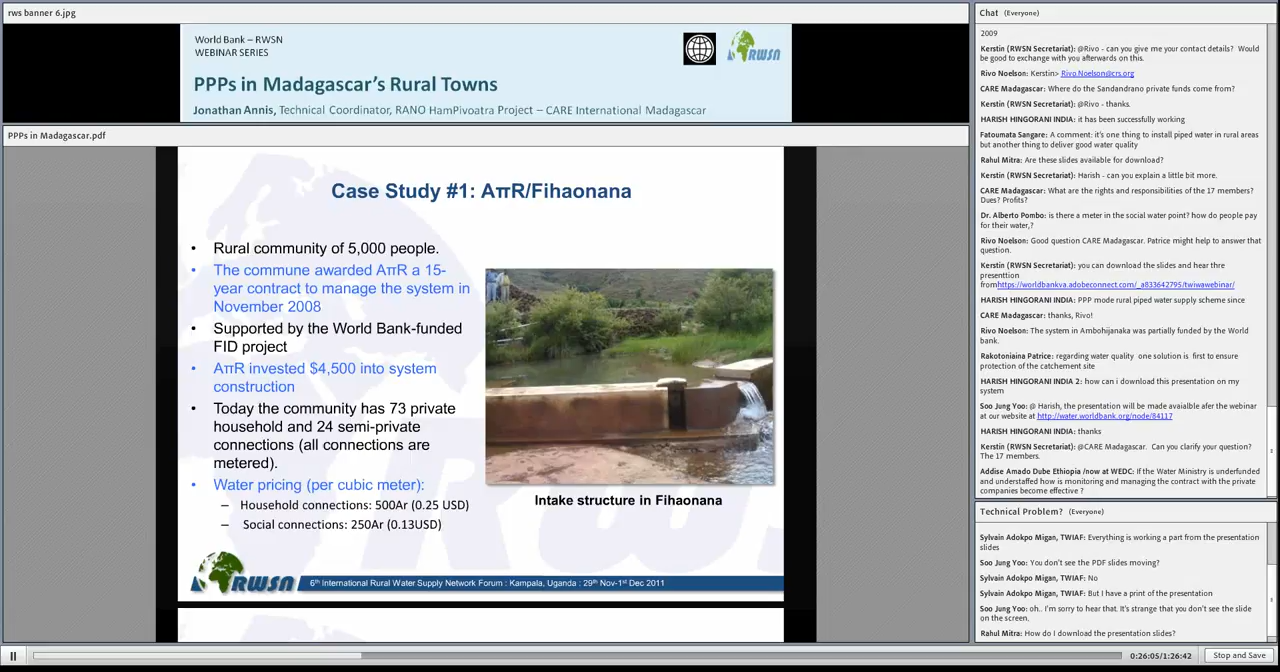 rws banner 6.jpg
World Bank – RWSN
WEBINAR SERIES
RWSN
PPPs in Madagascar's Rural Towns
Jonathan Annis, Technical Coordinator, RANO HamPivoatra Project – CARE International Madagascar
PPPs in Madagascar.pdf
Case Study #1: AπR/Fihaonana
• Rural community of 5,000 people.
• The commune awarded AπR a 15-
year contract to manage the system in
November 2008
• Supported by the World Bank-funded
FID project
• AπR invested $4,500 into system
construction
• Today the community has 73 private
household and 24 semi-private
connections (all connections are
metered).
• Water pricing (per cubic meter):
– Household connections: 500Ar (0.25 USD)
– Social connections: 250Ar (0.13USD)
Intake structure in Fihaonana
RWSN
6th International Rural Water Supply Network Forum : Kampala, Uganda : 29th Nov-1st Dec 2011
Chat (Everyone)
2009
Kerstin (RWSN Secretariat): @Rivo - can you give me your contact details? Would
be good to exchange with you afterwards on this.
Rivo Noelson: Kerstin> Rivo.Noelson@crs.org
CARE Madagascar: Where do the Sandandrano private funds come from?
Kerstin (RWSN Secretariat): @Rivo - thanks.
HARISH HINGORANI INDIA: it has been successfully working
Fatoumata Sangare: A comment: it's one thing to install piped water in rural areas
but another thing to deliver good water quality
Rahul Mitra: Are these slides available for download?
Kerstin (RWSN Secretariat): Harish - can you explain a little bit more.
CARE Madagascar: What are the rights and responsibilities of the 17 members?
Dues? Profits?
Dr. Alberto Pombo: is there a meter in the social water point? how do people pay
for their water,?
Rivo Noelson: Good question CARE Madagascar. Patrice might help to answer that
question.
Kerstin (RWSN Secretariat): you can download the slides and hear thre
presenttion
fromhttps://worldbankva.adobeconnect.com/_a833642795/twiwawebinar/
HARISH HINGORANI INDIA: PPP mode rural piped water supply scheme since
CARE Madagascar: thanks, Rivo!
Rivo Noelson: The system in Ambohijanaka was partially funded by the World
bank.
Rakotoniaina Patrice: regarding water quality one solution is first to ensure
protection of the catchement site
HARISH HINGORANI INDIA 2: how can i download this presentation on my
system
Soo Jung Yoo: @ Harish, the presentation will be made avaialble afer the webinar
at our website at http://water.worldbank.org/node/84117
HARISH HINGORANI INDIA: thanks
Kerstin (RWSN Secretariat): @CARE Madagascar. Can you clarify your question?
The 17 members.
Addise Amado Dube Ethiopia /now at WEDC: If the Water Ministry is underfunded
and understaffed how is monitoring and managing the contract with the private
companies become effective ?
Technical Problem? (Everyone)
Sylvain Adokpo Migan, TWIAF: Everything is working a part from the presentation
slides
Soo Jung Yoo: You don't see the PDF slides moving?
Sylvain Adokpo Migan, TWIAF: No
Sylvain Adokpo Migan, TWIAF: But I have a print of the presentation
Soo Jung Yoo: oh.. I'm sorry to hear that. It's strange that you don't see the slide
on the screen.
Rahul Mitra: How do I download the presentation slides?
0:26:05/1:26:42
Stop and Save